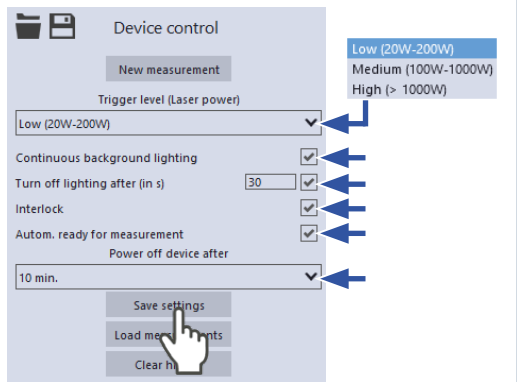 Device control
New measurement
Trigger level (Laser power)
Low (20W-200W)
Low (20W-200W)
Medium (100W-1000W)
High (> 1000W)
Continuous background lighting
Turn off lighting after (in s) 30
Interlock
Autom. ready for measurement
Power off device after
10 min.
Save settings
Load
Clear